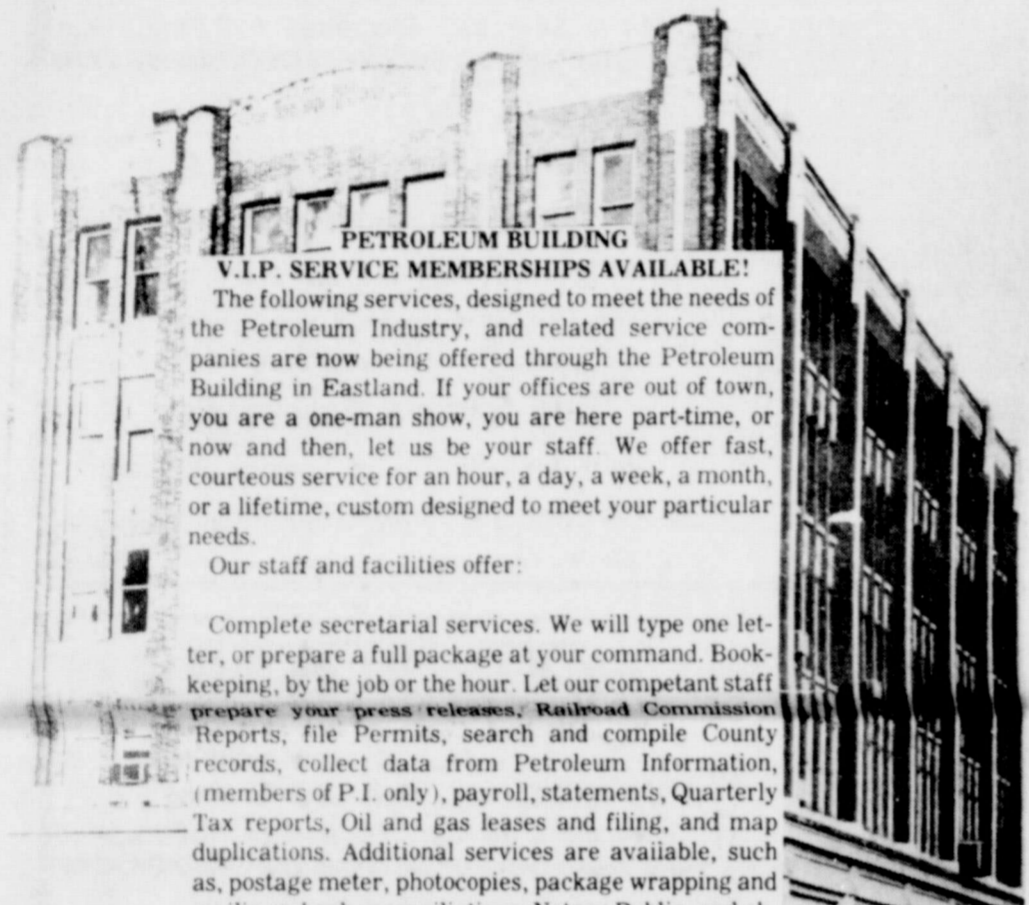 PETROLEUM BUILDING
V.I.P. SERVICE MEMBERSHIPS AVAILABLE!
The following services, designed to meet the needs of
the Petroleum Industry, and related service com-
panies are now being offered through the Petroleum
Building in Eastland. If your offices are out of town,
you are a one-man show, you are here part-time, or
now and then, let us be your staff. We offer fast,
courteous service for an hour, a day, a week, a month,
or a lifetime, custom designed to meet your particular
needs.
Our staff and facilities offer:
Complete secretarial services. We will type one let-
ter, or prepare a full package at your command. Book-
keeping, by the job or the hour. Let our competant staff
prepare your press releases, Railroad Commission
Reports, file Permits, search and compile County
records, collect data from Petroleum Information,
(members of P.I. only), payroll, statements, Quarterly
Tax reports, Oil and gas leases and filing, and map
duplications. Additional services are available, such
as, postage meter, photocopies, package wrapping and